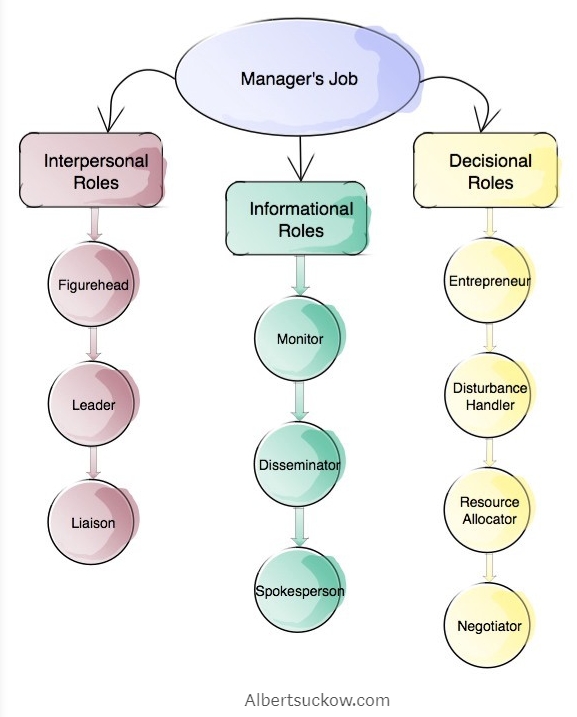 Manager's Job
Interpersonal
Roles
Figurehead
Leader
Liaison
Informational
Roles
Monitor
Disseminator
Spokesperson
Decisional
Roles
Entrepreneur
Disturbance
Handler
Resource
Allocator
Negotiator
Albertsuckow.com